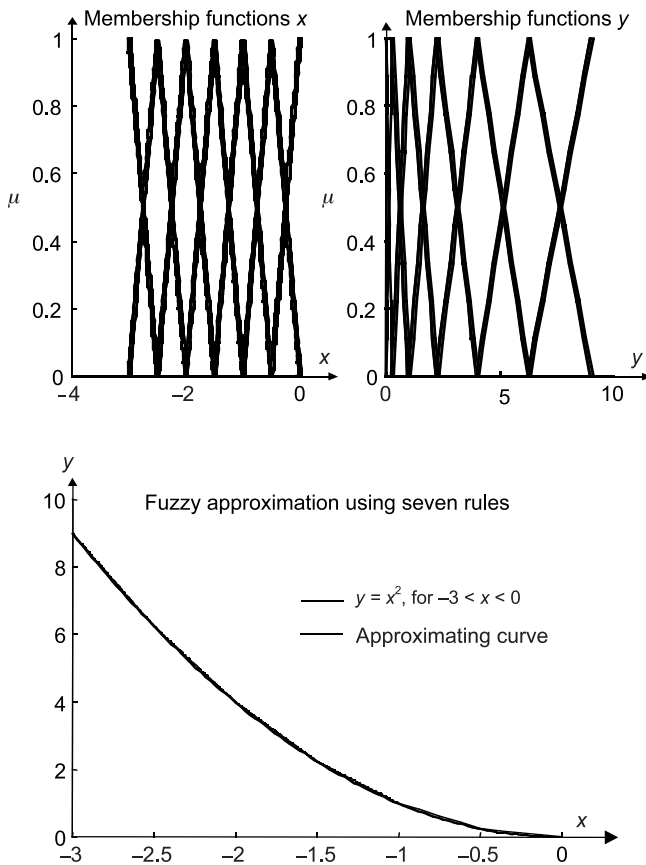 Membership functions x
1
0.8
0.6
μ
0.4
0.2
0
–4
–2
0
x
Membership functions y
1
0.8
0.6
μ
0.4
0.2
0
0
5
10
y
y
10
8
6
4
2
0
Fuzzy approximation using seven rules
y = x², for –3 < x < 0
Approximating curve
–3
–2.5
–2
–1.5
–1
–0.5
0
x